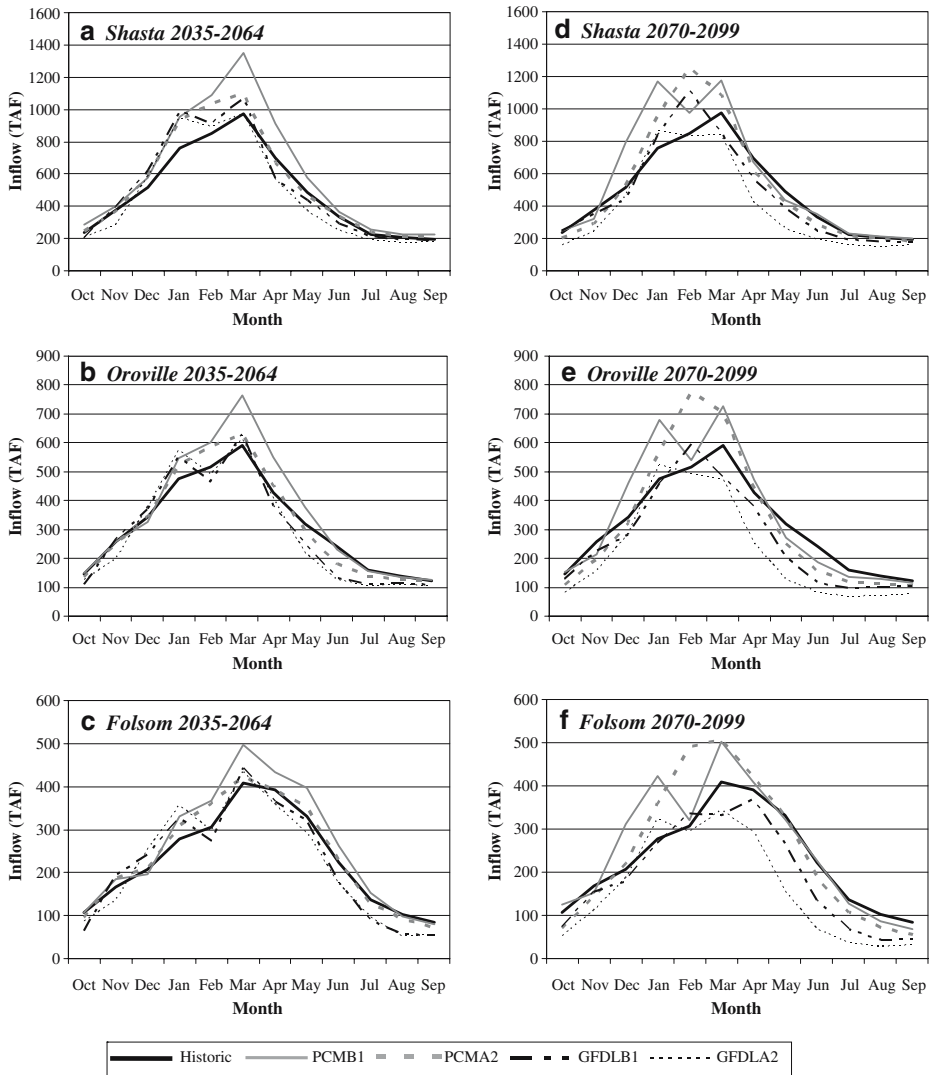 a Shasta 2035-2064
1600
1400
1200
1000
800
600
400
200
0
Inflow (TAF)
Oct Nov Dec Jan Feb Mar Apr May Jun Jul Aug Sep
Month
d Shasta 2070-2099
1600
1400
1200
1000
800
600
400
200
0
Inflow (TAF)
Oct Nov Dec Jan Feb Mar Apr May Jun Jul Aug Sep
Month
b Oroville 2035-2064
900
800
700
600
500
400
300
200
100
0
Inflow (TAF)
Oct Nov Dec Jan Feb Mar Apr May Jun Jul Aug Sep
Month
e Oroville 2070-2099
900
800
700
600
500
400
300
200
100
0
Inflow (TAF)
Oct Nov Dec Jan Feb Mar Apr May Jun Jul Aug Sep
Month
c Folsom 2035-2064
600
500
400
300
200
100
0
Inflow (TAF)
Oct Nov Dec Jan Feb Mar Apr May Jun Jul Aug Sep
Month
f Folsom 2070-2099
600
500
400
300
200
100
0
Inflow (TAF)
Oct Nov Dec Jan Feb Mar Apr May Jun Jul Aug Sep
Month
Historic PCMB1 PCMA2 GFDLB1 GFDLA2